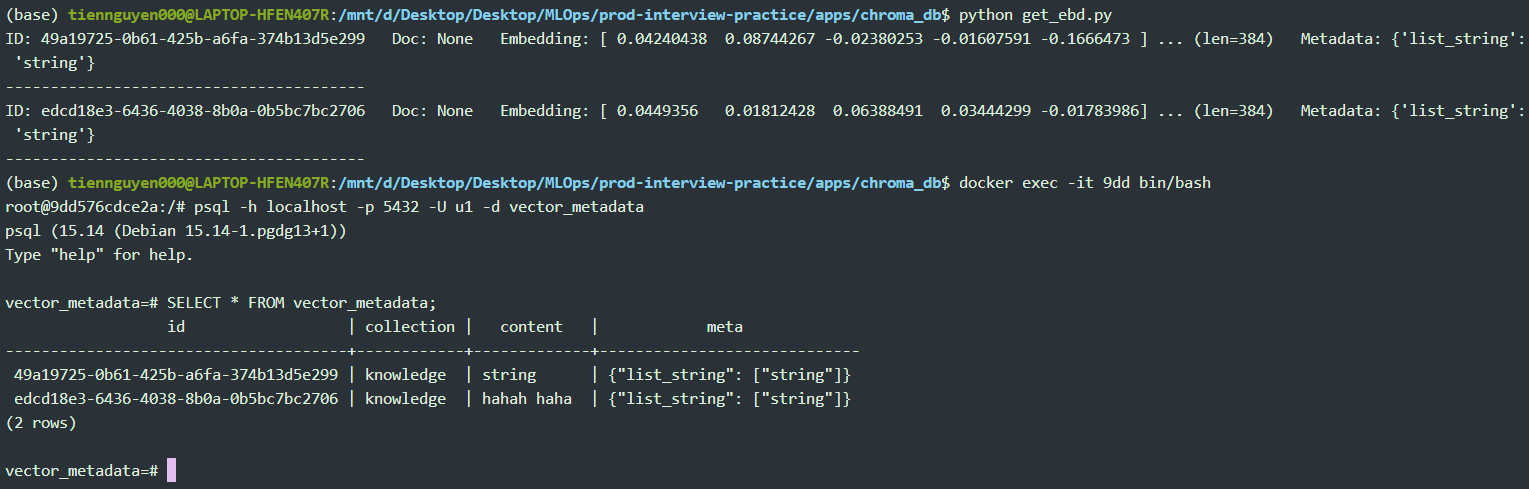 (base) tiennguyen000@LAPTOP-HFEN407R:/mnt/d/Desktop/Desktop/MLOps/prod-interview-practice/apps/chroma_db$ python get_ebd.py
ID: 49a19725-0b61-425b-a6fa-374b13d5e299   Doc: None   Embedding: [ 0.04240438  0.08744267 -0.02380253 -0.01607591 -0.1666473 ] ... (len=384)   Metadata: {'list_string':
 'string'}
----------------------------------------
ID: edcd18e3-6436-4038-8b0a-0b5bc7bc2706   Doc: None   Embedding: [ 0.0449356   0.01812428  0.06388491  0.03444299 -0.01783986] ... (len=384)   Metadata: {'list_string':
 'string'}
----------------------------------------
(base) tiennguyen000@LAPTOP-HFEN407R:/mnt/d/Desktop/Desktop/MLOps/prod-interview-practice/apps/chroma_db$ docker exec -it 9dd bin/bash
root@9dd576cdce2a:/# psql -h localhost -p 5432 -U u1 -d vector_metadata
psql (15.14 (Debian 15.14-1.pgdg13+1))
Type "help" for help.

vector_metadata=# SELECT * FROM vector_metadata;
                  id                  | collection |   content   |            meta
--------------------------------------+------------+-------------+-----------------------------
 49a19725-0b61-425b-a6fa-374b13d5e299 | knowledge  | string      | {"list_string": ["string"]}
 edcd18e3-6436-4038-8b0a-0b5bc7bc2706 | knowledge  | hahah haha  | {"list_string": ["string"]}
(2 rows)

vector_metadata=#